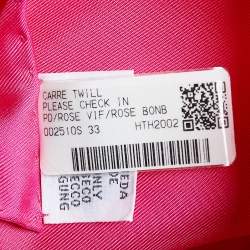 CARRE TWILL
PLEASE CHECK IN
PO/ROSE VIF/ROSE BONB
002510S 33
HTH2002